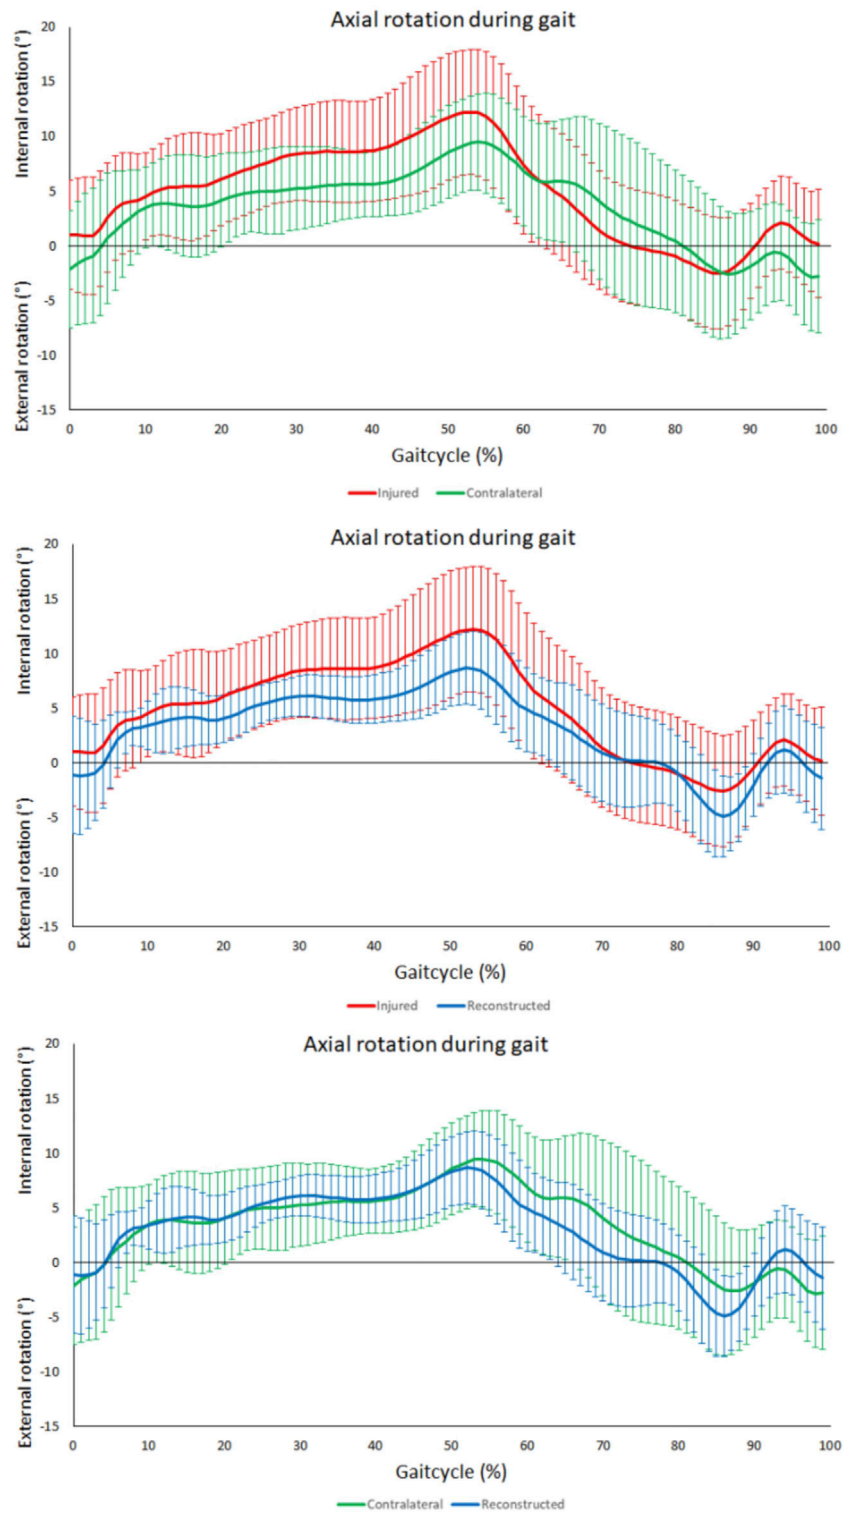 Axial rotation during gait
Internal rotation (°)
External rotation (°)
20
15
10
5
0
-5
-10
-15
0 10 20 30 40 50 60 70 80 90 100
Gaitcycle (%)
Injured Contralateral
Axial rotation during gait
Internal rotation (°)
External rotation (°)
20
15
10
5
0
-5
-10
-15
0 10 20 30 40 50 60 70 80 90 100
Gaitcycle (%)
Injured Reconstructed
Axial rotation during gait
Internal rotation (°)
External rotation (°)
20
15
10
5
0
-5
-10
-15
0 10 20 30 40 50 60 70 80 90 100
Gaitcycle (%)
Contralateral Reconstructed